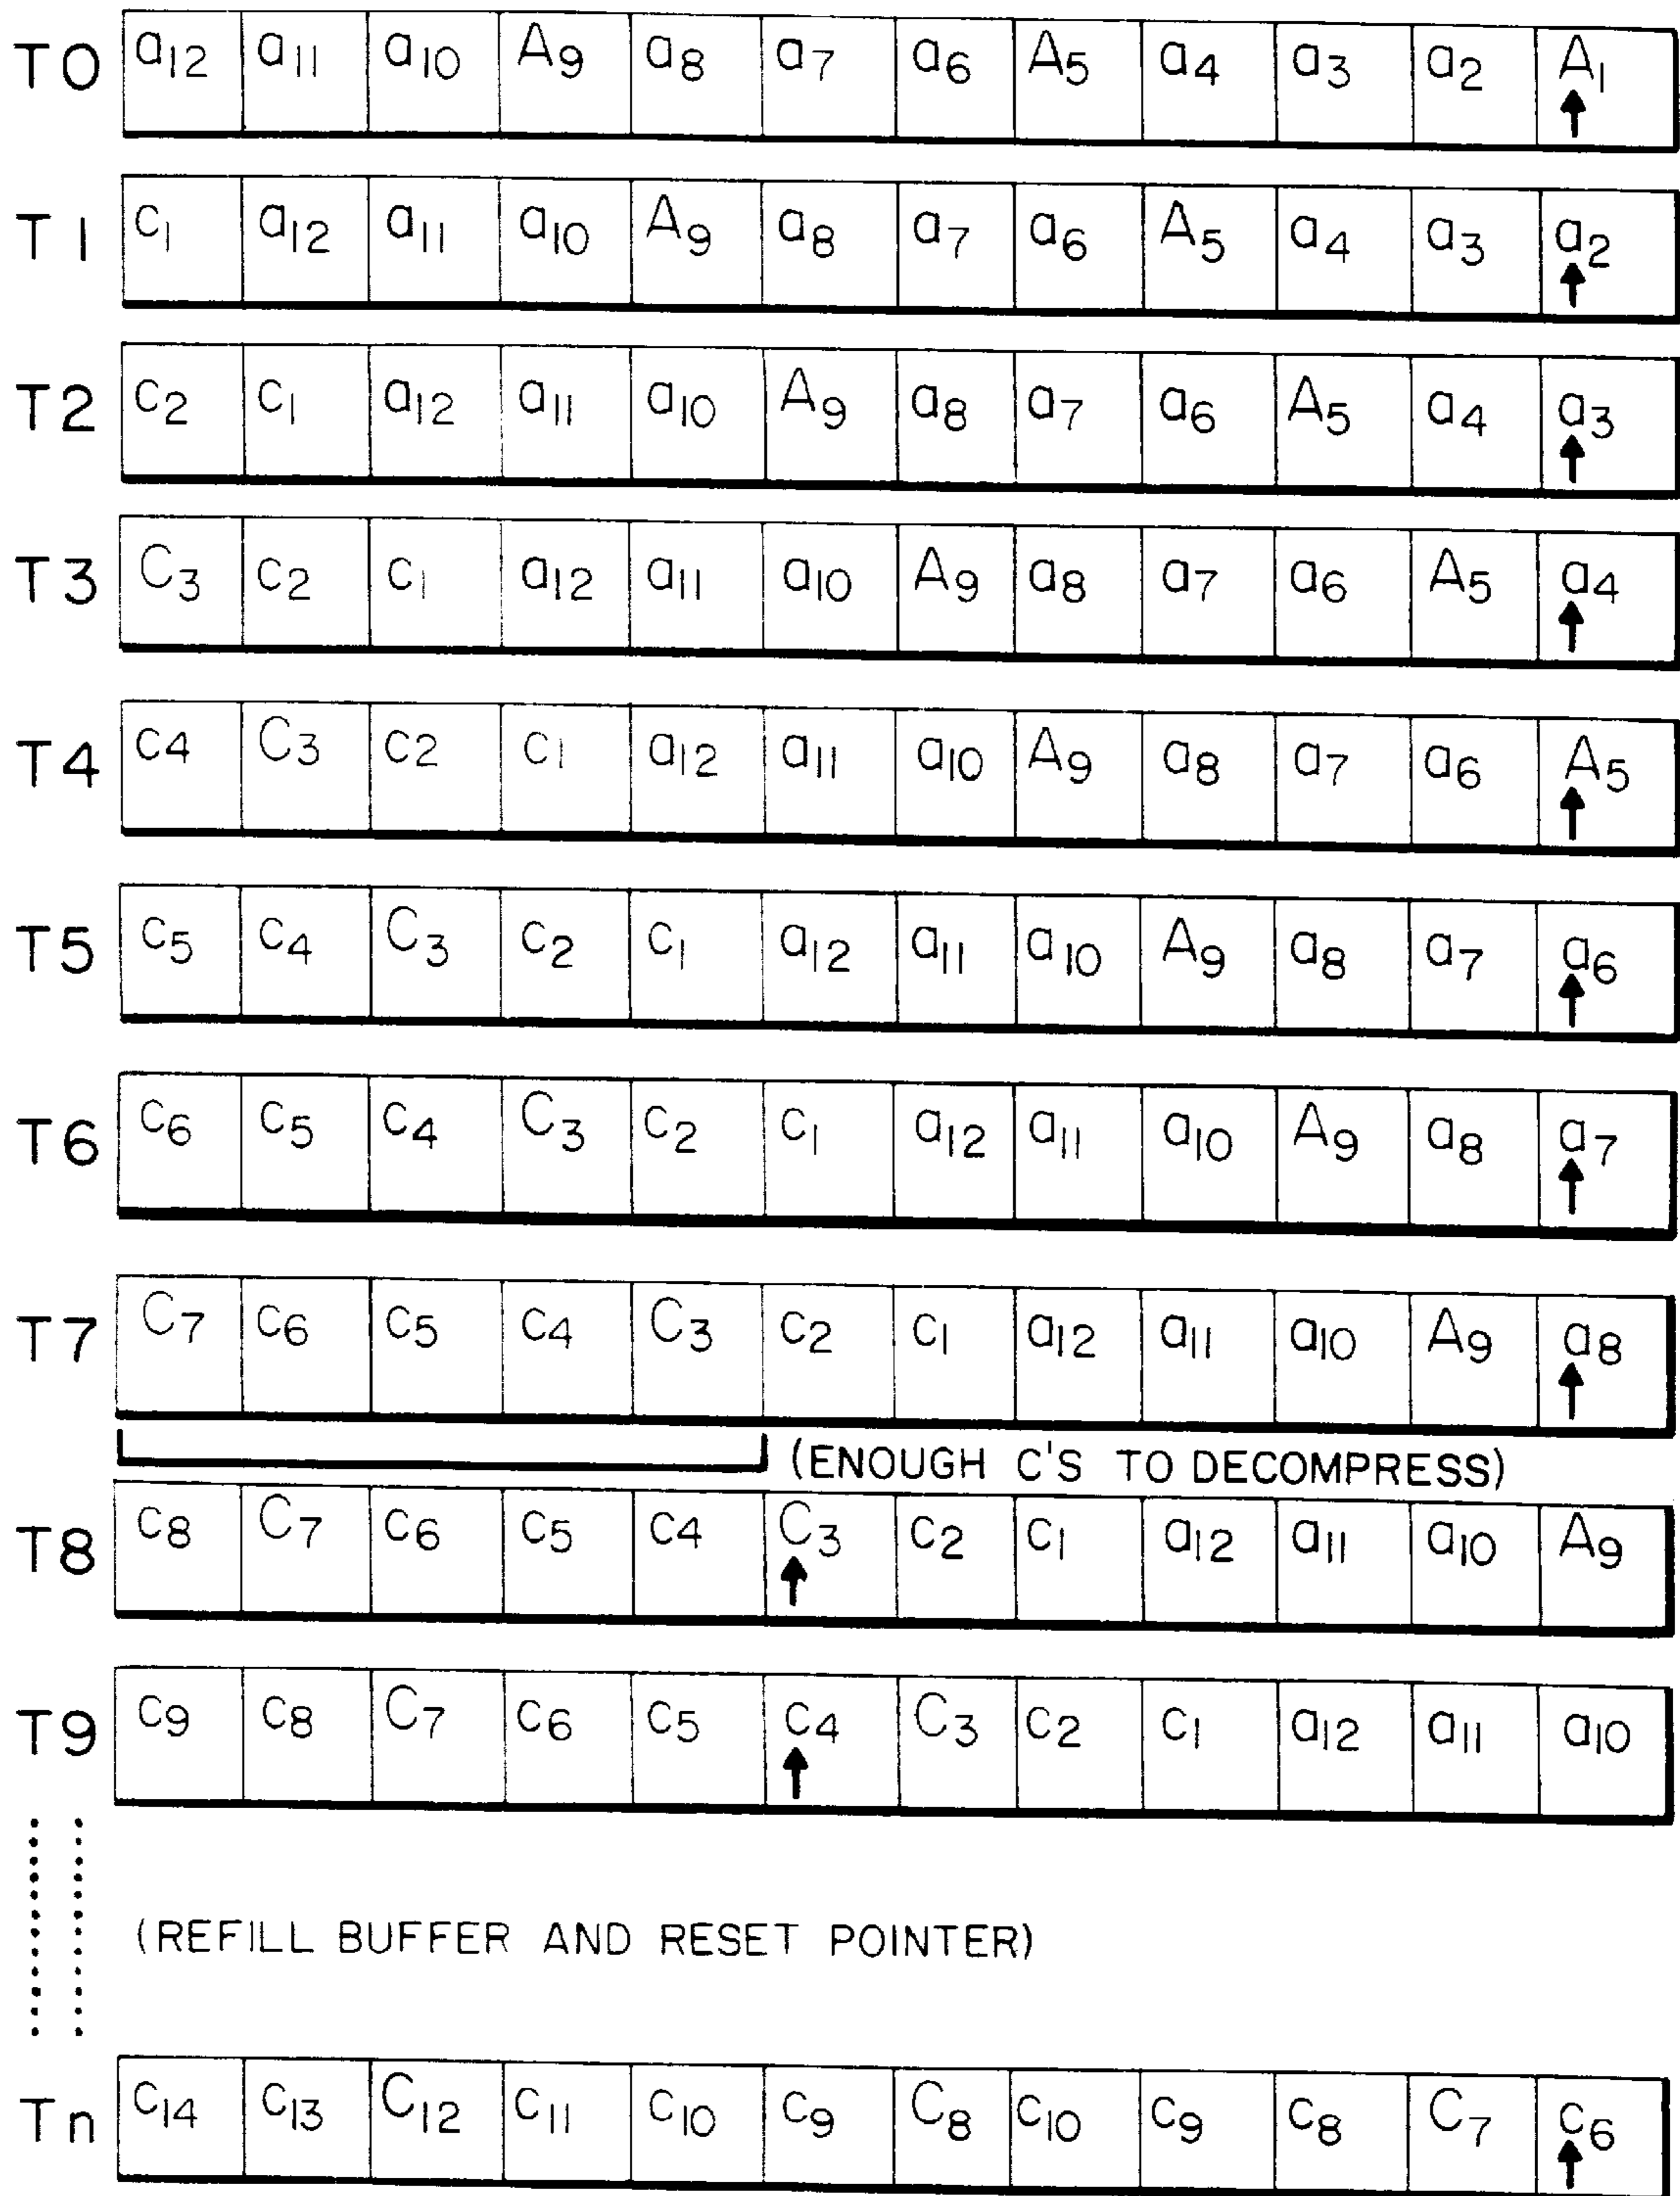 T0 a12 a11 a10 A9 a8 a7 a6 A5 a4 a3 a2 A1
T1 c1 a12 a11 a10 A9 a8 a7 a6 A5 a4 a3 a2
T2 c2 c1 a12 a11 a10 A9 a8 a7 a6 A5 a4 a3
T3 C3 c2 c1 a12 a11 a10 A9 a8 a7 a6 A5 a4
T4 c4 C3 c2 c1 a12 a11 a10 A9 a8 a7 a6 A5
T5 c5 c4 C3 c2 c1 a12 a11 a10 A9 a8 a7 a6
T6 c6 c5 c4 C3 c2 c1 a12 a11 a10 A9 a8 a7
T7 C7 c6 c5 c4 C3 c2 c1 a12 a11 a10 A9 a8
(ENOUGH C'S TO DECOMPRESS)
T8 c8 C7 c6 c5 c4 C3 c2 c1 a12 a11 a10 A9
T9 c9 c8 C7 c6 c5 c4 C3 c2 c1 a12 a11 a10
(REFILL BUFFER AND RESET POINTER)
Tn c14 c13 C12 c11 c10 c9 C8 c10 c9 c8 C7 c6